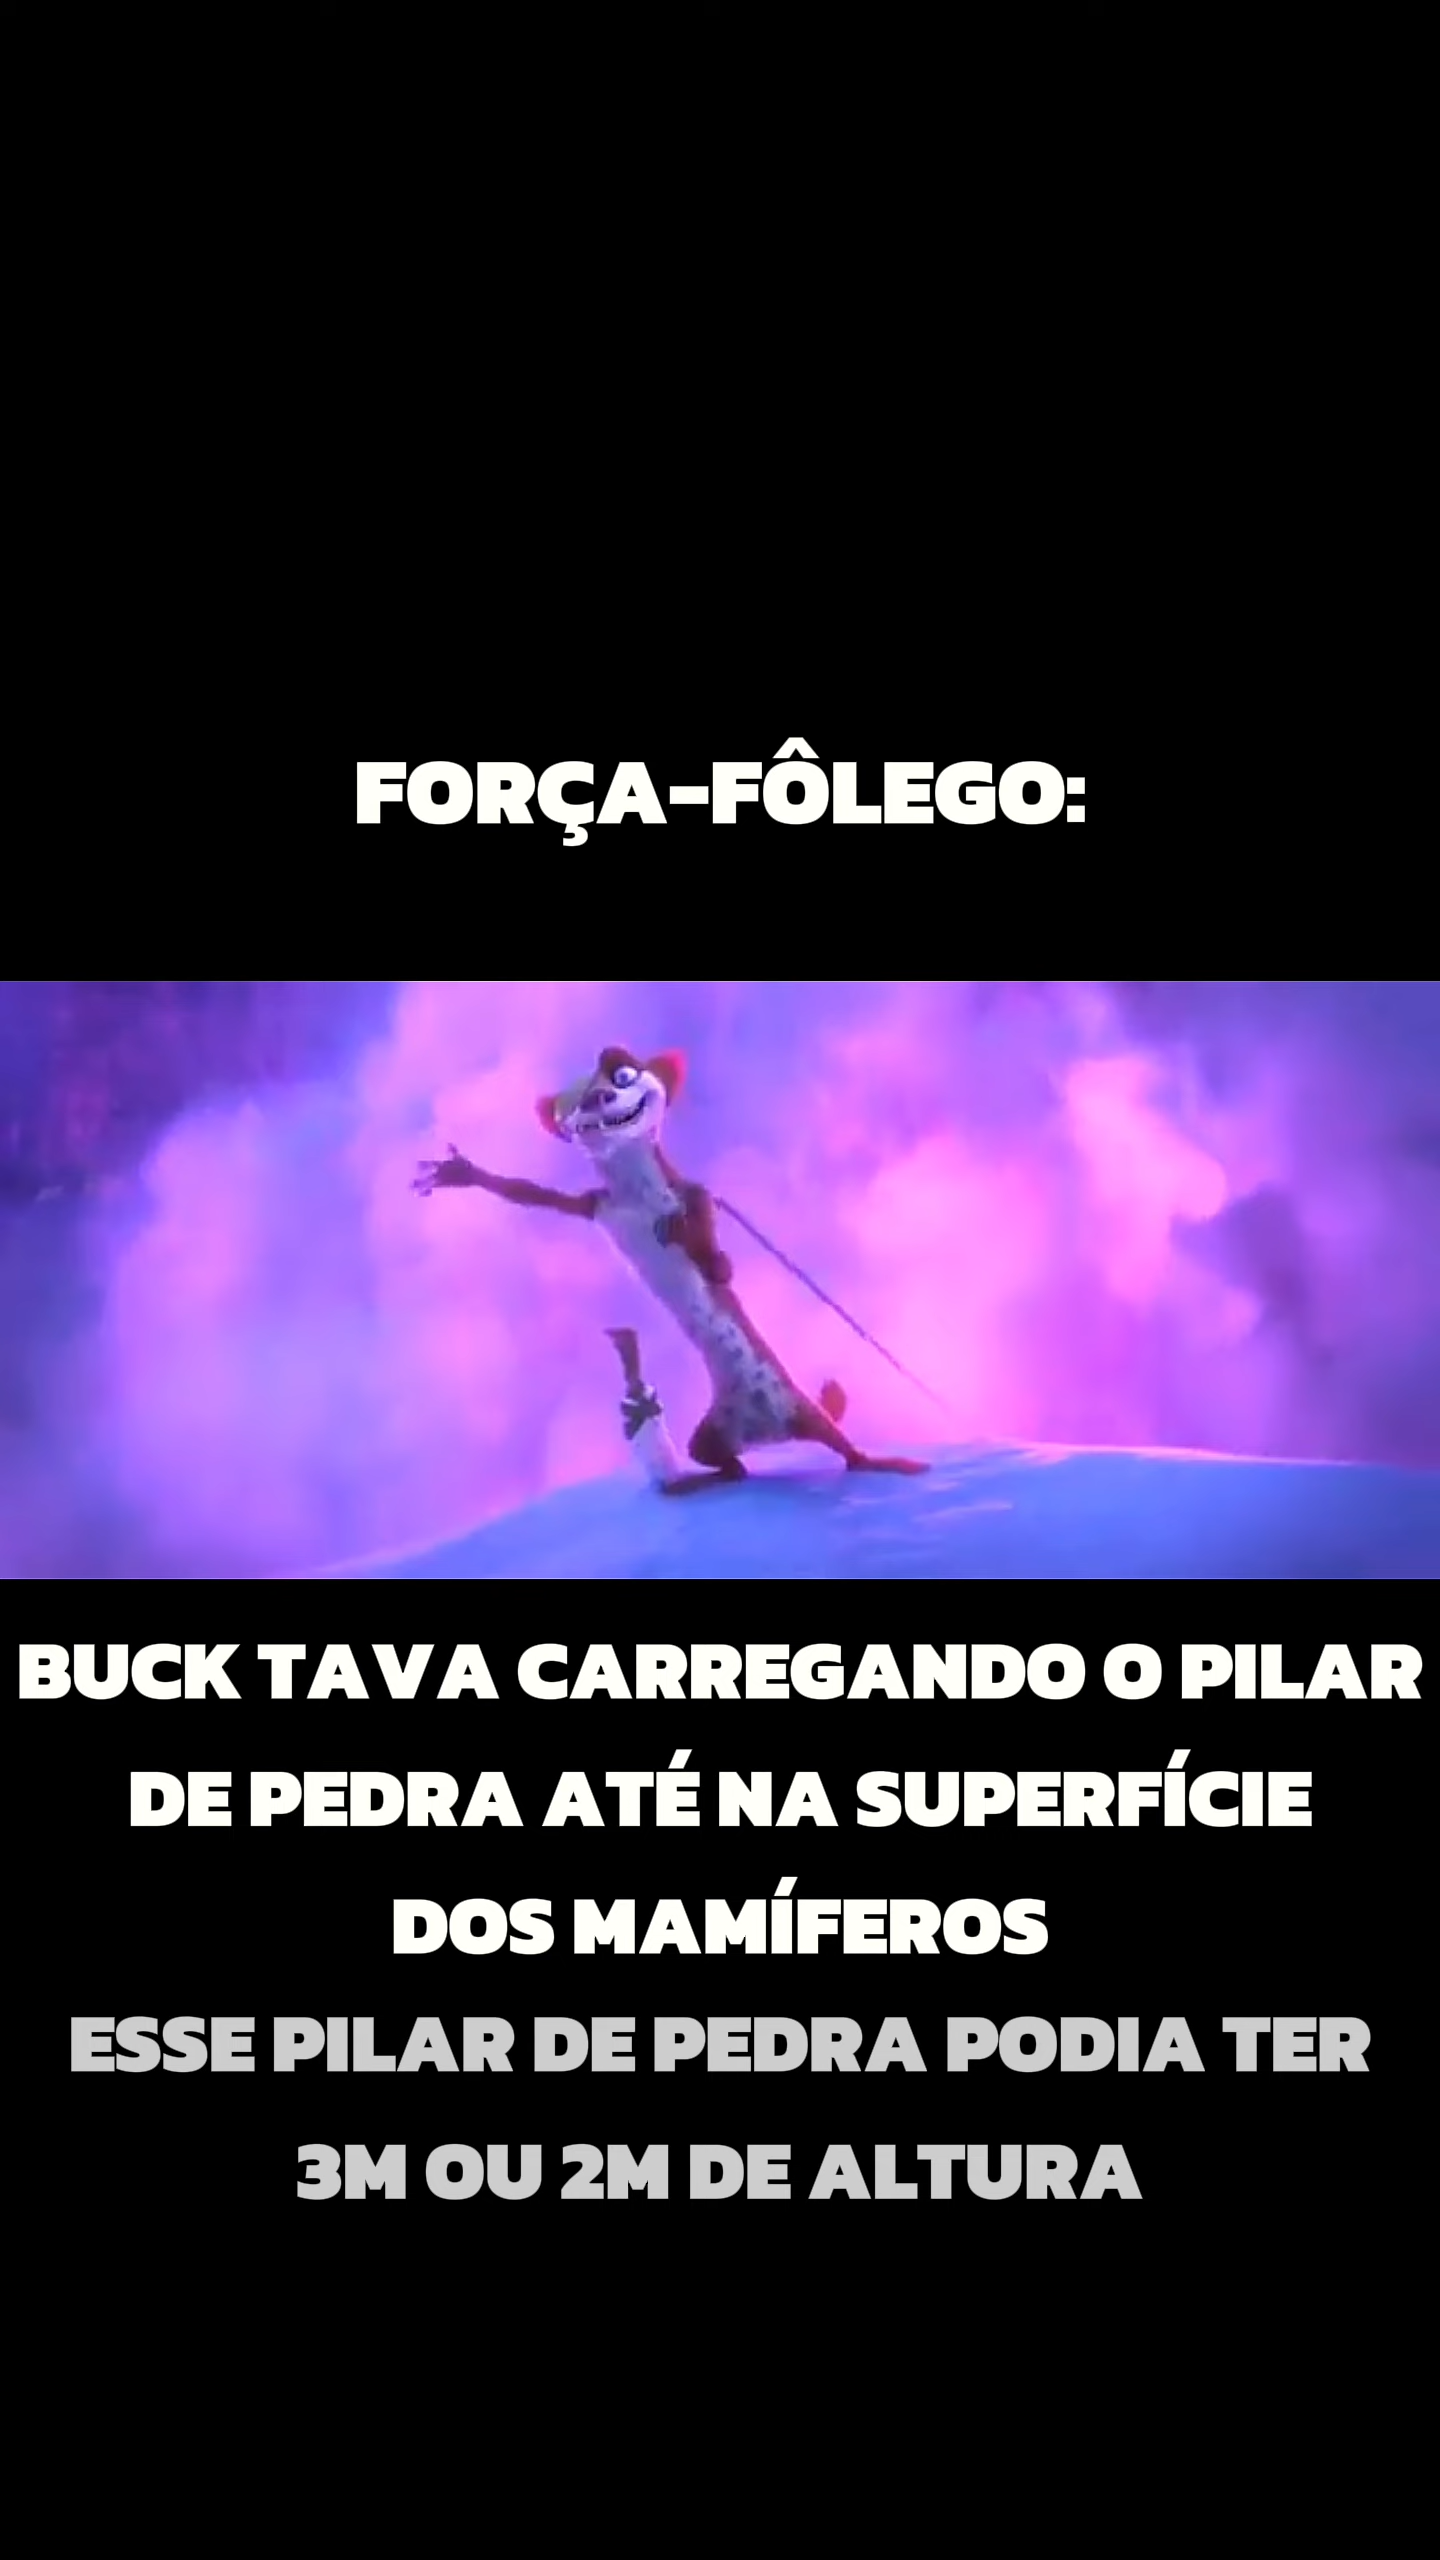 FORÇA-FÔLEGO:
BUCK TAVA CARREGANDO O PILAR
DE PEDRA ATÉ NA SUPERFÍCIE
DOS MAMÍFEROS
ESSE PILAR DE PEDRA PODIA TER
3M OU 2M DE ALTURA